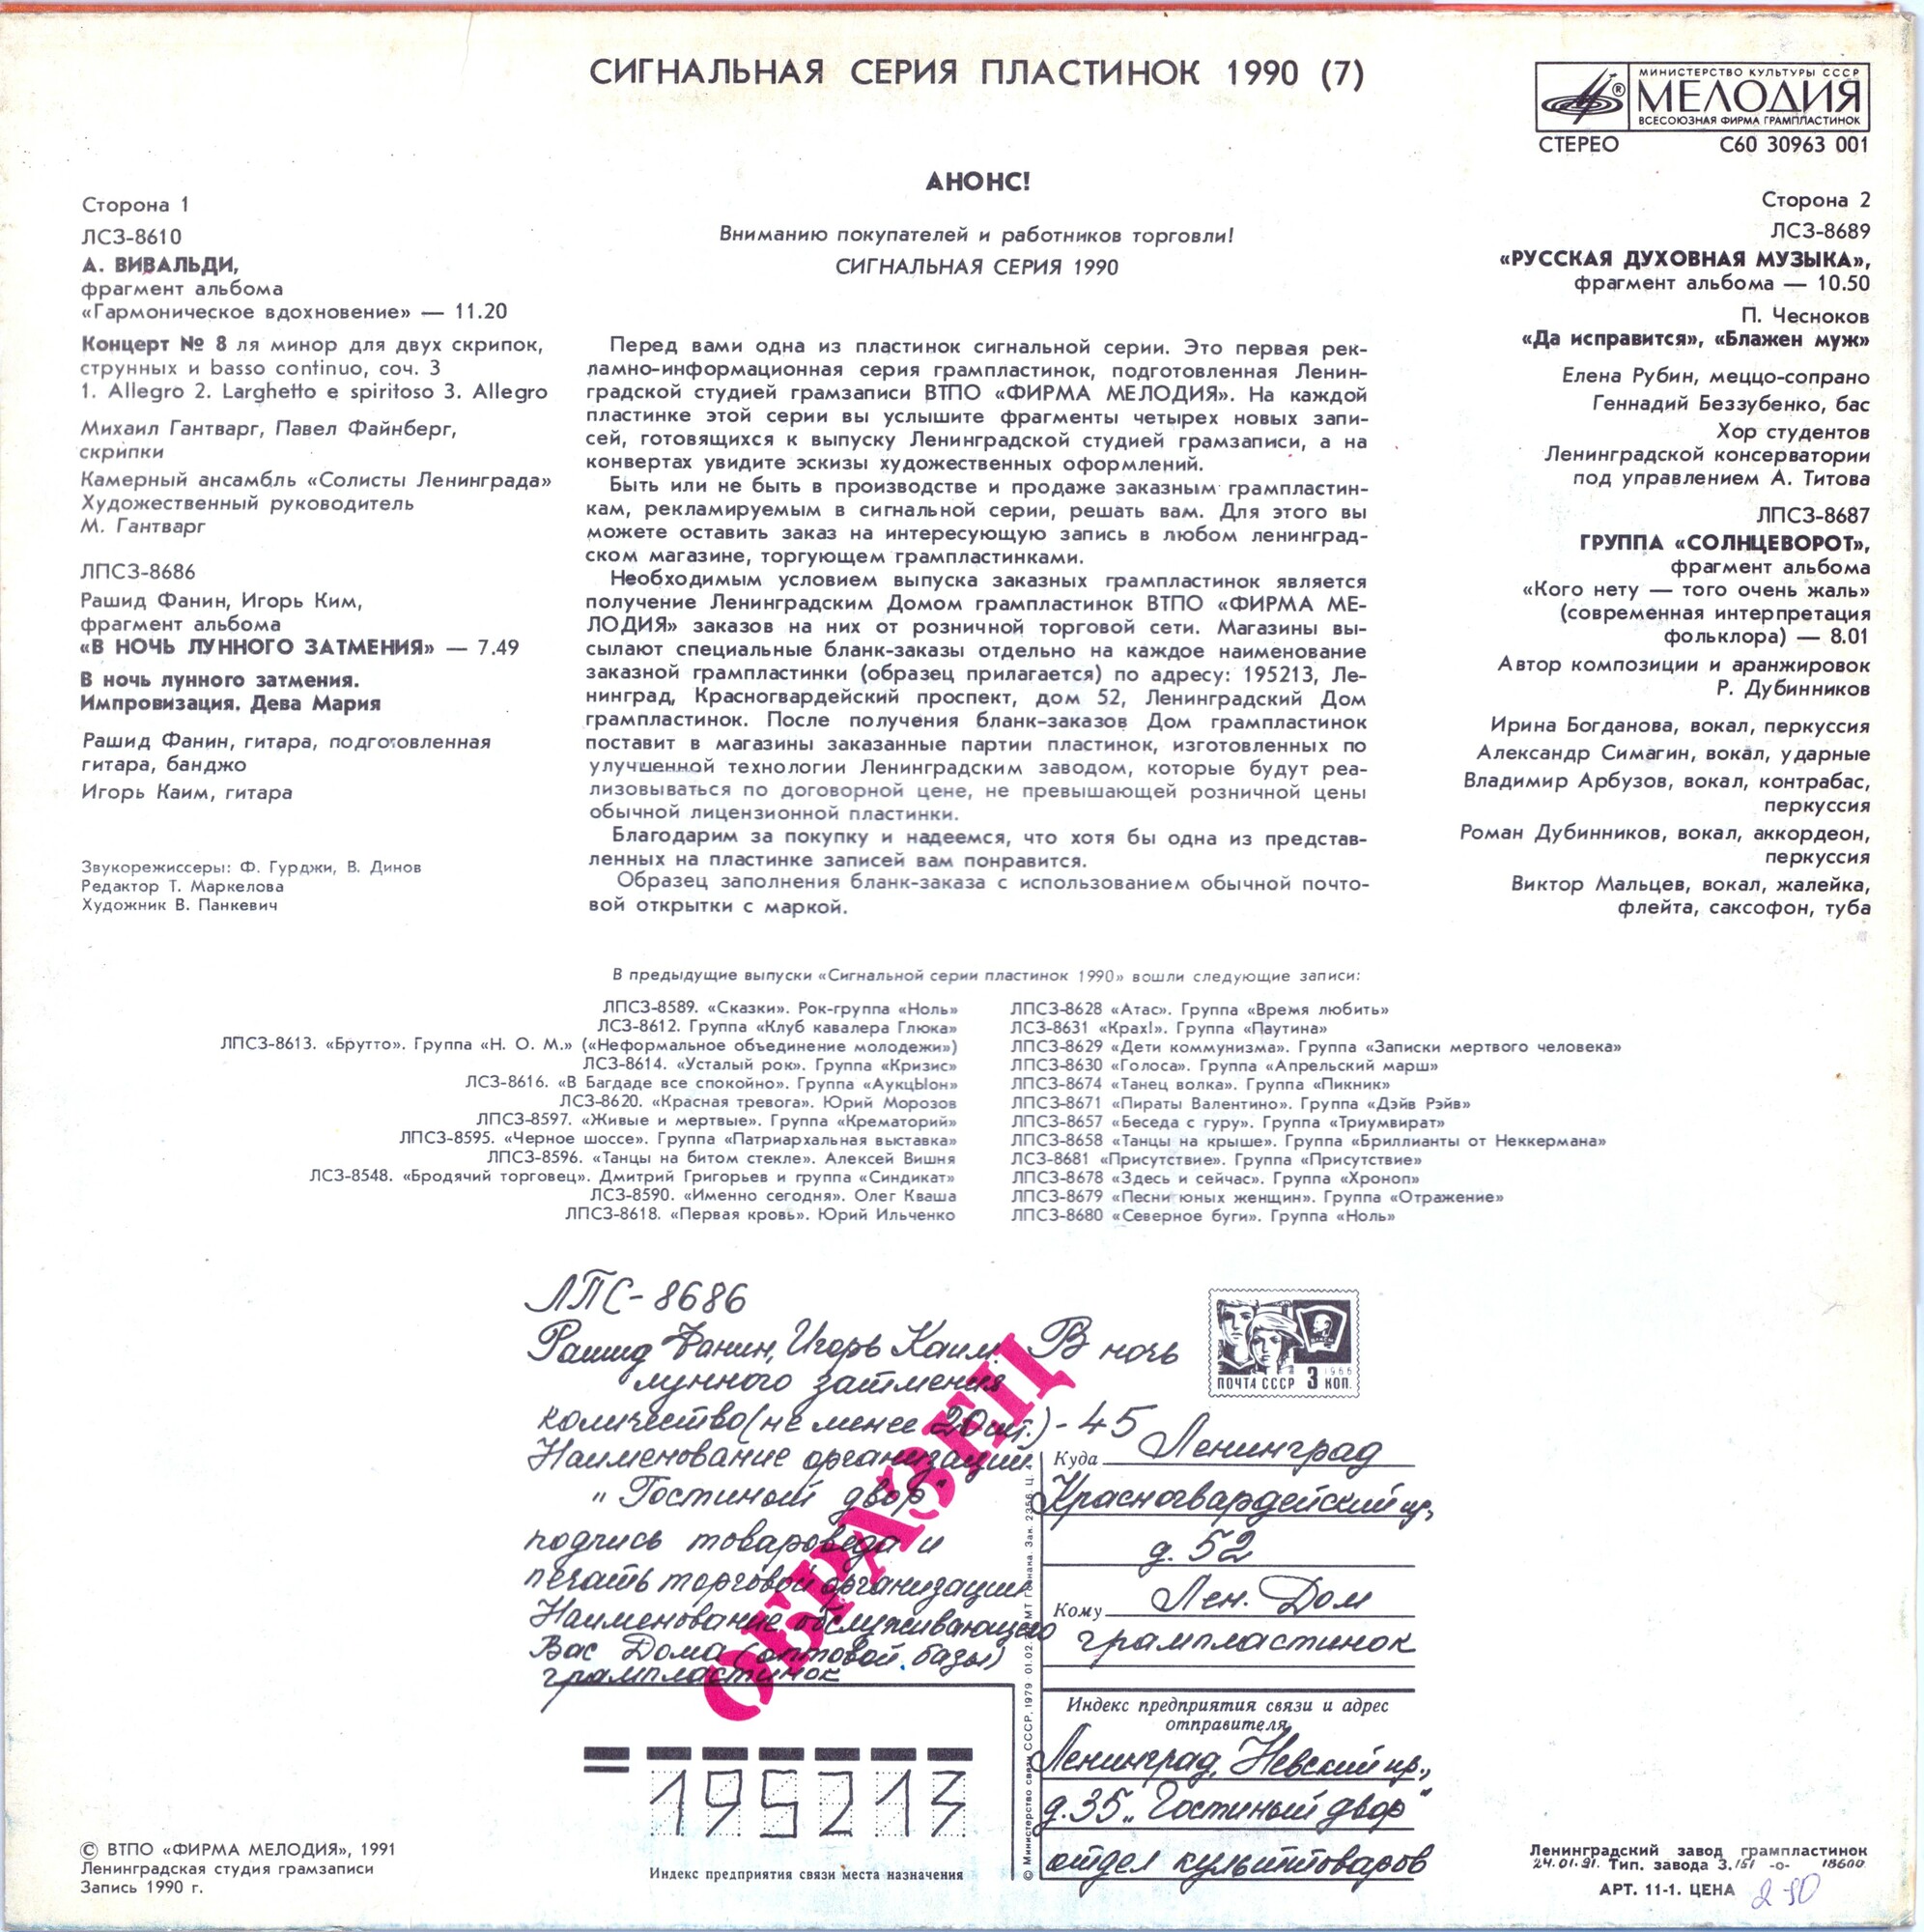 СИГНАЛЬНАЯ СЕРИЯ ПЛАСТИНОК 1990 (7)
МИНИСТЕРСТВО КУЛЬТУРЫ СССР
МЕЛОДИЯ
ВСЕСОЮЗНАЯ ФИРМА ГРАМПЛАСТИНОК
®
СТЕРЕО С60 30963 001
Сторона 1
ЛСЗ-8610
А. ВИВАЛЬДИ,
фрагмент альбома
«Гармоническое вдохновение» — 11.20
Концерт № 8 ля минор для двух скрипок,
струнных и basso continuo, соч. 3
1. Allegro 2. Larghetto e spiritoso 3. Allegro
Михаил Гантварг, Павел Файнберг,
скрипки
Камерный ансамбль «Солисты Ленинграда»
Художественный руководитель
М. Гантварг
ЛПСЗ-8686
Рашид Фанин, Игорь Ким,
фрагмент альбома
«В НОЧЬ ЛУННОГО ЗАТМЕНИЯ» — 7.49
В ночь лунного затмения.
Импровизация. Дева Мария
Рашид Фанин, гитара, подготовленная
гитара, банджо
Игорь Каим, гитара
Звукорежиссеры: Ф. Гурджи, В. Динов
Редактор Т. Маркелова
Художник В. Панкевич
АНОНС!
Вниманию покупателей и работников торговли!
СИГНАЛЬНАЯ СЕРИЯ 1990
Перед вами одна из пластинок сигнальной серии. Это первая рек-
ламно-информационная серия грампластинок, подготовленная Ленин-
градской студией грамзаписи ВТПО «ФИРМА МЕЛОДИЯ». На каждой
пластинке этой серии вы услышите фрагменты четырех новых запи-
сей, готовящихся к выпуску Ленинградской студией грамзаписи, а на
конвертах увидите эскизы художественных оформлений.
Быть или не быть в производстве и продаже заказным грампластин-
кам, рекламируемым в сигнальной серии, решать вам. Для этого вы
можете оставить заказ на интересующую запись в любом ленинград-
ском магазине, торгующем грампластинками.
Необходимым условием выпуска заказных грампластинок является
получение Ленинградским Домом грампластинок ВТПО «ФИРМА МЕ-
ЛОДИЯ» заказов на них от розничной торговой сети. Магазины вы-
сылают специальные бланк-заказы отдельно на каждое наименование
заказной грампластинки (образец прилагается) по адресу: 195213, Ле-
нинград, Красногвардейский проспект, дом 52, Ленинградский Дом
грампластинок. После получения бланк-заказов Дом грампластинок
поставит в магазины заказанные партии пластинок, изготовленных по
улучшенной технологии Ленинградским заводом, которые будут реа-
лизовываться по договорной цене, не превышающей розничной цены
обычной лицензионной пластинки.
Благодарим за покупку и надеемся, что хотя бы одна из представ-
ленных на пластинке записей вам понравится.
Образец заполнения бланк-заказа с использованием обычной почто-
вой открытки с маркой.
Сторона 2
ЛСЗ-8689
«РУССКАЯ ДУХОВНАЯ МУЗЫКА»,
фрагмент альбома — 10.50
П. Чесноков
«Да исправится», «Блажен муж»
Елена Рубин, меццо-сопрано
Геннадий Беззубенко, бас
Хор студентов
Ленинградской консерватории
под управлением А. Титова
ЛПСЗ-8687
ГРУППА «СОЛНЦЕВОРОТ»,
фрагмент альбома
«Кого нету — того очень жаль»
(современная интерпретация
фольклора) — 8.01
Автор композиции и аранжировок
Р. Дубинников
Ирина Богданова, вокал, перкуссия
Александр Симагин, вокал, ударные
Владимир Арбузов, вокал, контрабас,
перкуссия
Роман Дубинников, вокал, аккордеон,
перкуссия
Виктор Мальцев, вокал, жалейка,
флейта, саксофон, туба
В предыдущие выпуски «Сигнальной серии пластинок 1990» вошли следующие записи:
ЛПСЗ-8589. «Сказки». Рок-группа «Ноль»
ЛСЗ-8612. Группа «Клуб кавалера Глюка»
ЛПСЗ-8613. «Брутто». Группа «Н. О. М.» («Неформальное объединение молодежи»)
ЛСЗ-8614. «Усталый рок». Группа «Кризис»
ЛСЗ-8616. «В Багдаде все спокойно». Группа «АукцЫон»
ЛСЗ-8620. «Красная тревога». Юрий Морозов
ЛПСЗ-8597. «Живые и мертвые». Группа «Крематорий»
ЛПСЗ-8595. «Черное шоссе». Группа «Патриархальная выставка»
ЛПСЗ-8596. «Танцы на битом стекле». Алексей Вишня
ЛСЗ-8548. «Бродячий торговец». Дмитрий Григорьев и группа «Синдикат»
ЛСЗ-8590. «Именно сегодня». Олег Кваша
ЛПСЗ-8618. «Первая кровь». Юрий Ильченко
ЛПСЗ-8628 «Атас». Группа «Время любить»
ЛСЗ-8631 «Крах!». Группа «Паутина»
ЛПСЗ-8629 «Дети коммунизма». Группа «Записки мертвого человека»
ЛПСЗ-8630 «Голоса». Группа «Апрельский марш»
ЛПСЗ-8674 «Танец волка». Группа «Пикник»
ЛПСЗ-8671 «Пираты Валентино». Группа «Дэйв Рэйв»
ЛПСЗ-8657 «Беседа с гуру». Группа «Триумвират»
ЛПСЗ-8658 «Танцы на крыше». Группа «Бриллианты от Неккермана»
ЛСЗ-8681 «Присутствие». Группа «Присутствие»
ЛПСЗ-8678 «Здесь и сейчас». Группа «Хроноп»
ЛПСЗ-8679 «Песни юных женщин». Группа «Отражение»
ЛПСЗ-8680 «Северное буги». Группа «Ноль»
ЛПС-8686
Рашид Фанин, Игорь Каим. В ночь
лунного затмения
количество (не менее 20 шт.) - 45
Наименование организации
„Гостиный двор"
подпись товароведа и
печать торговой организации
Наименование обслуживающего
Вас Дома (оптовой базы)
грампластинок
ОБРАЗЕЦ
ПОЧТА СССР 3 КОП.
1966
Куда Ленинград
Красногвардейский пр,
д. 52
Кому Лен. Дом
грампластинок
Индекс предприятия связи и адрес
отправителя
Ленинград, Невский пр.,
д.35 „Гостиный двор"
отдел культтоваров
195213
Индекс предприятия связи места назначения
© ВТПО «ФИРМА МЕЛОДИЯ», 1991
Ленинградская студия грамзаписи
Запись 1990 г.
Ленинградский завод грампластинок
24.01.91. Тип. завода З. 151 -о- 18600
АРТ. 11-1. ЦЕНА 2-50